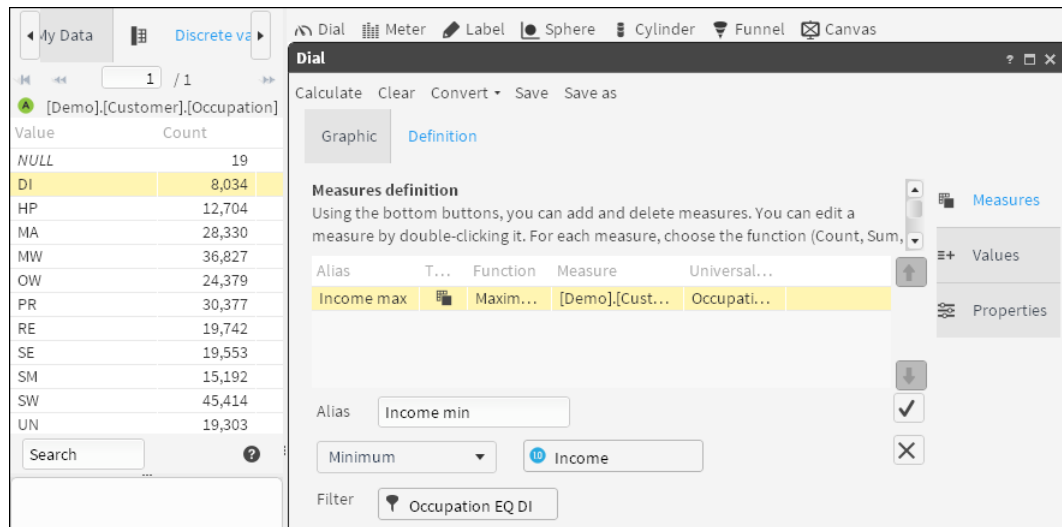 My Data
Discrete va
1 / 1
[Demo].[Customer].[Occupation]
Value Count
NULL 19
DI 8,034
HP 12,704
MA 28,330
MW 36,827
OW 24,379
PR 30,377
RE 19,742
SE 19,553
SM 15,192
SW 45,414
UN 19,303
Search
Dial Meter Label Sphere Cylinder Funnel Canvas
Dial
Calculate Clear Convert Save Save as
Graphic Definition
Measures definition
Using the bottom buttons, you can add and delete measures. You can edit a
measure by double-clicking it. For each measure, choose the function (Count, Sum,
Alias T... Function Measure Universal...
Income max Maxim... [Demo].[Cust... Occupati...
Alias Income min
Minimum 10 Income
Filter Occupation EQ DI
Measures
Values
Properties